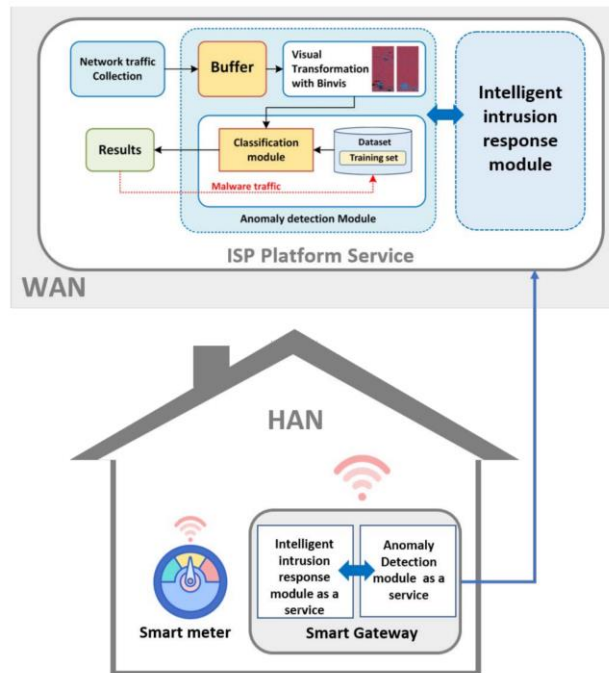 Network traffic
Collection
Buffer
Visual
Transformation
with Binvis
Intelligent
intrusion
response
module
Results
Classification
module
Dataset
Training set
Malware traffic
Anomaly detection Module
ISP Platform Service
WAN
HAN
Intelligent
intrusion
response
module as a
service
Anomaly
Detection
module as a
service
Smart meter
Smart Gateway